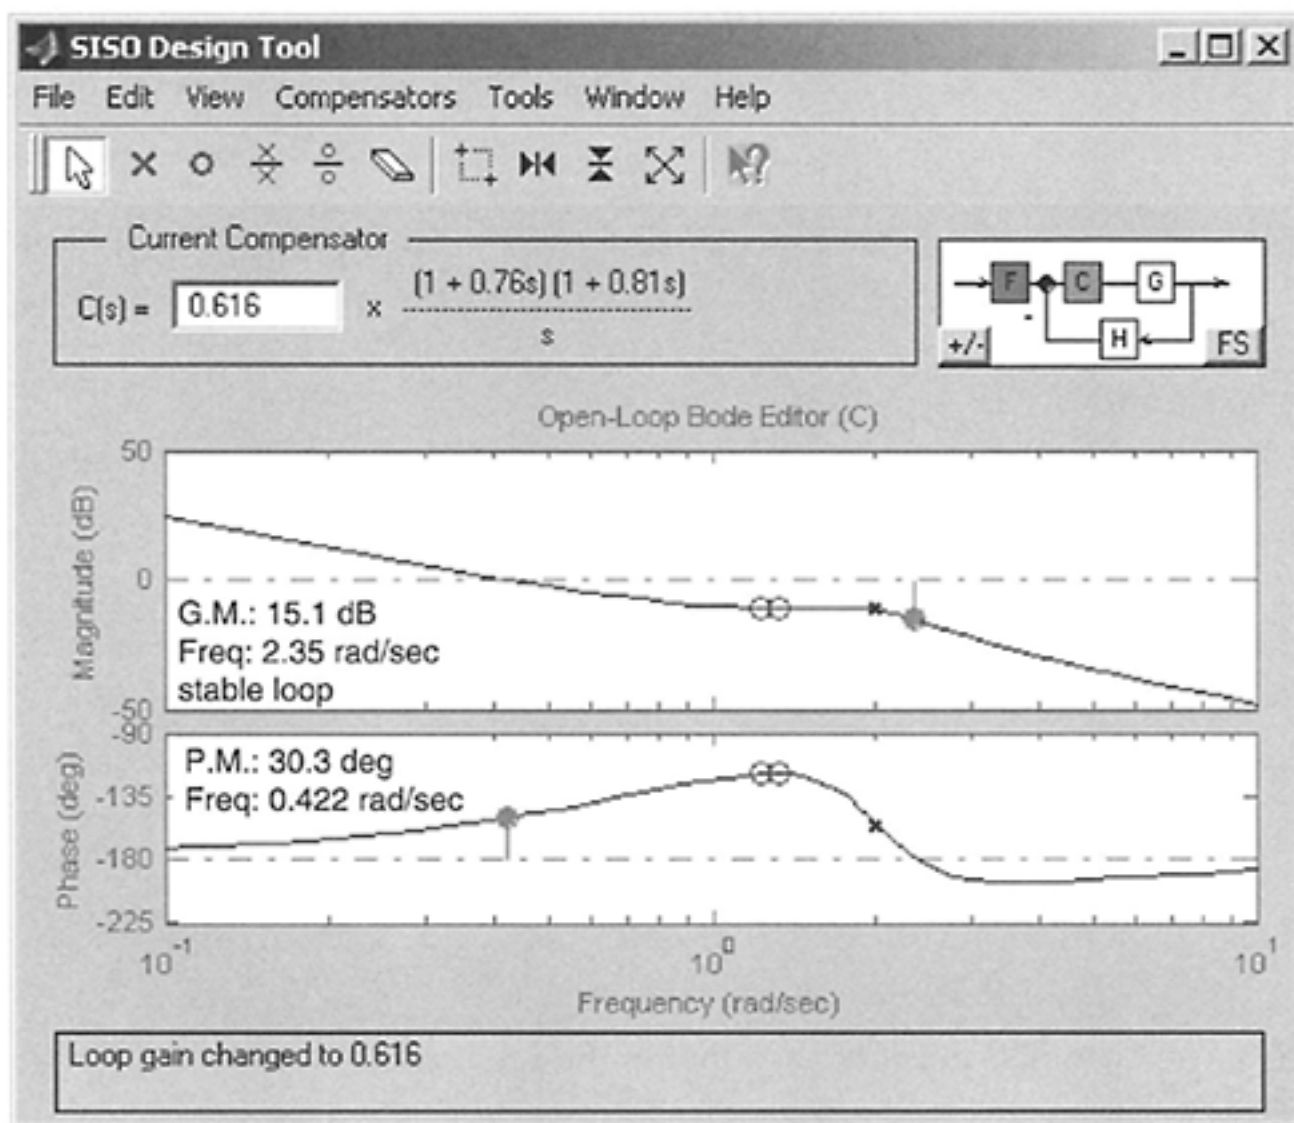 SISO Design Tool
File Edit View Compensators Tools Window Help
Current Compensator
C(s) = 0.616 x (1 + 0.76s) (1 + 0.81s)
s
F C G
-
H
+/- FS
Open-Loop Bode Editor (C)
Magnitude (dB)
50
0
-50
G.M.: 15.1 dB
Freq: 2.35 rad/sec
stable loop
Phase (deg)
-90
-135
-180
-225
P.M.: 30.3 deg
Freq: 0.422 rad/sec
10^-1 10^0 10^1
Frequency (rad/sec)
Loop gain changed to 0.616